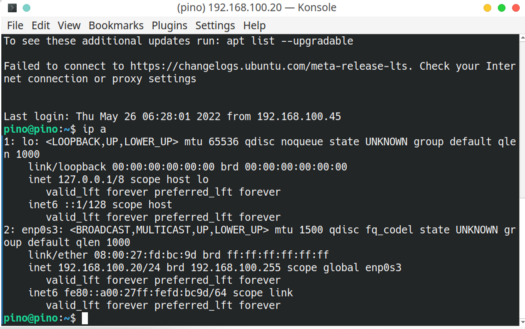 (pino) 192.168.100.20 — Konsole
File Edit View Bookmarks Plugins Settings Help
To see these additional updates run: apt list --upgradable
Failed to connect to https://changelogs.ubuntu.com/meta-release-lts. Check your Inter
net connection or proxy settings
Last login: Thu May 26 06:28:01 2022 from 192.168.100.45
pino@pino:~$ ip a
1: lo: <LOOPBACK,UP,LOWER_UP> mtu 65536 qdisc noqueue state UNKNOWN group default qle
n 1000
    link/loopback 00:00:00:00:00:00 brd 00:00:00:00:00:00
    inet 127.0.0.1/8 scope host lo
       valid_lft forever preferred_lft forever
    inet6 ::1/128 scope host
       valid_lft forever preferred_lft forever
2: enp0s3: <BROADCAST,MULTICAST,UP,LOWER_UP> mtu 1500 qdisc fq_codel state UNKNOWN gr
oup default qlen 1000
    link/ether 08:00:27:fd:bc:9d brd ff:ff:ff:ff:ff:ff
    inet 192.168.100.20/24 brd 192.168.100.255 scope global enp0s3
       valid_lft forever preferred_lft forever
    inet6 fe80::a00:27ff:fefd:bc9d/64 scope link
       valid_lft forever preferred_lft forever
pino@pino:~$